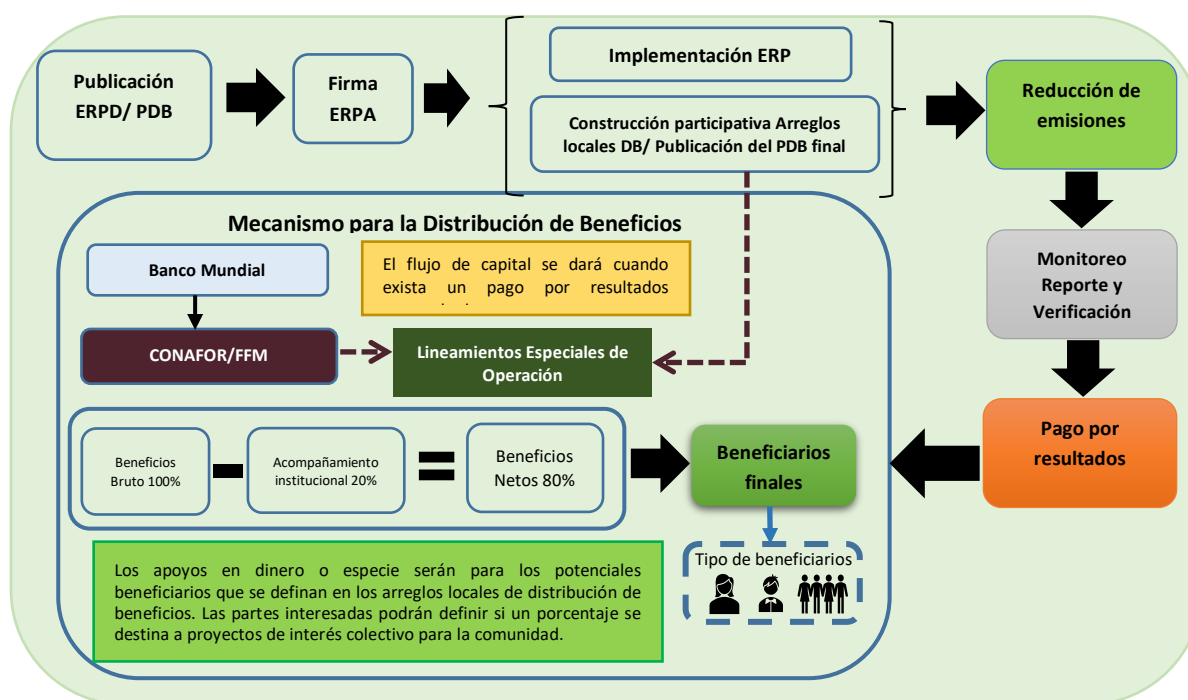 Publicación
ERPD/ PDB
Firma
ERPA
Implementación ERP
Construcción participativa Arreglos
locales DB/ Publicación del PDB final
Reducción de
emisiones
Monitoreo
Reporte y
Verificación
Pago por
resultados
Mecanismo para la Distribución de Beneficios
Banco Mundial
El flujo de capital se dará cuando
exista un pago por resultados
CONAFOR/FFM
Lineamientos Especiales de
Operación
Beneficios
Bruto 100%
Acompañamiento
institucional 20%
Beneficios
Netos 80%
Beneficiarios
finales
Tipo de beneficiarios
Los apoyos en dinero o especie serán para los potenciales
beneficiarios que se definan en los arreglos locales de distribución de
beneficios. Las partes interesadas podrán definir si un porcentaje se
destina a proyectos de interés colectivo para la comunidad.